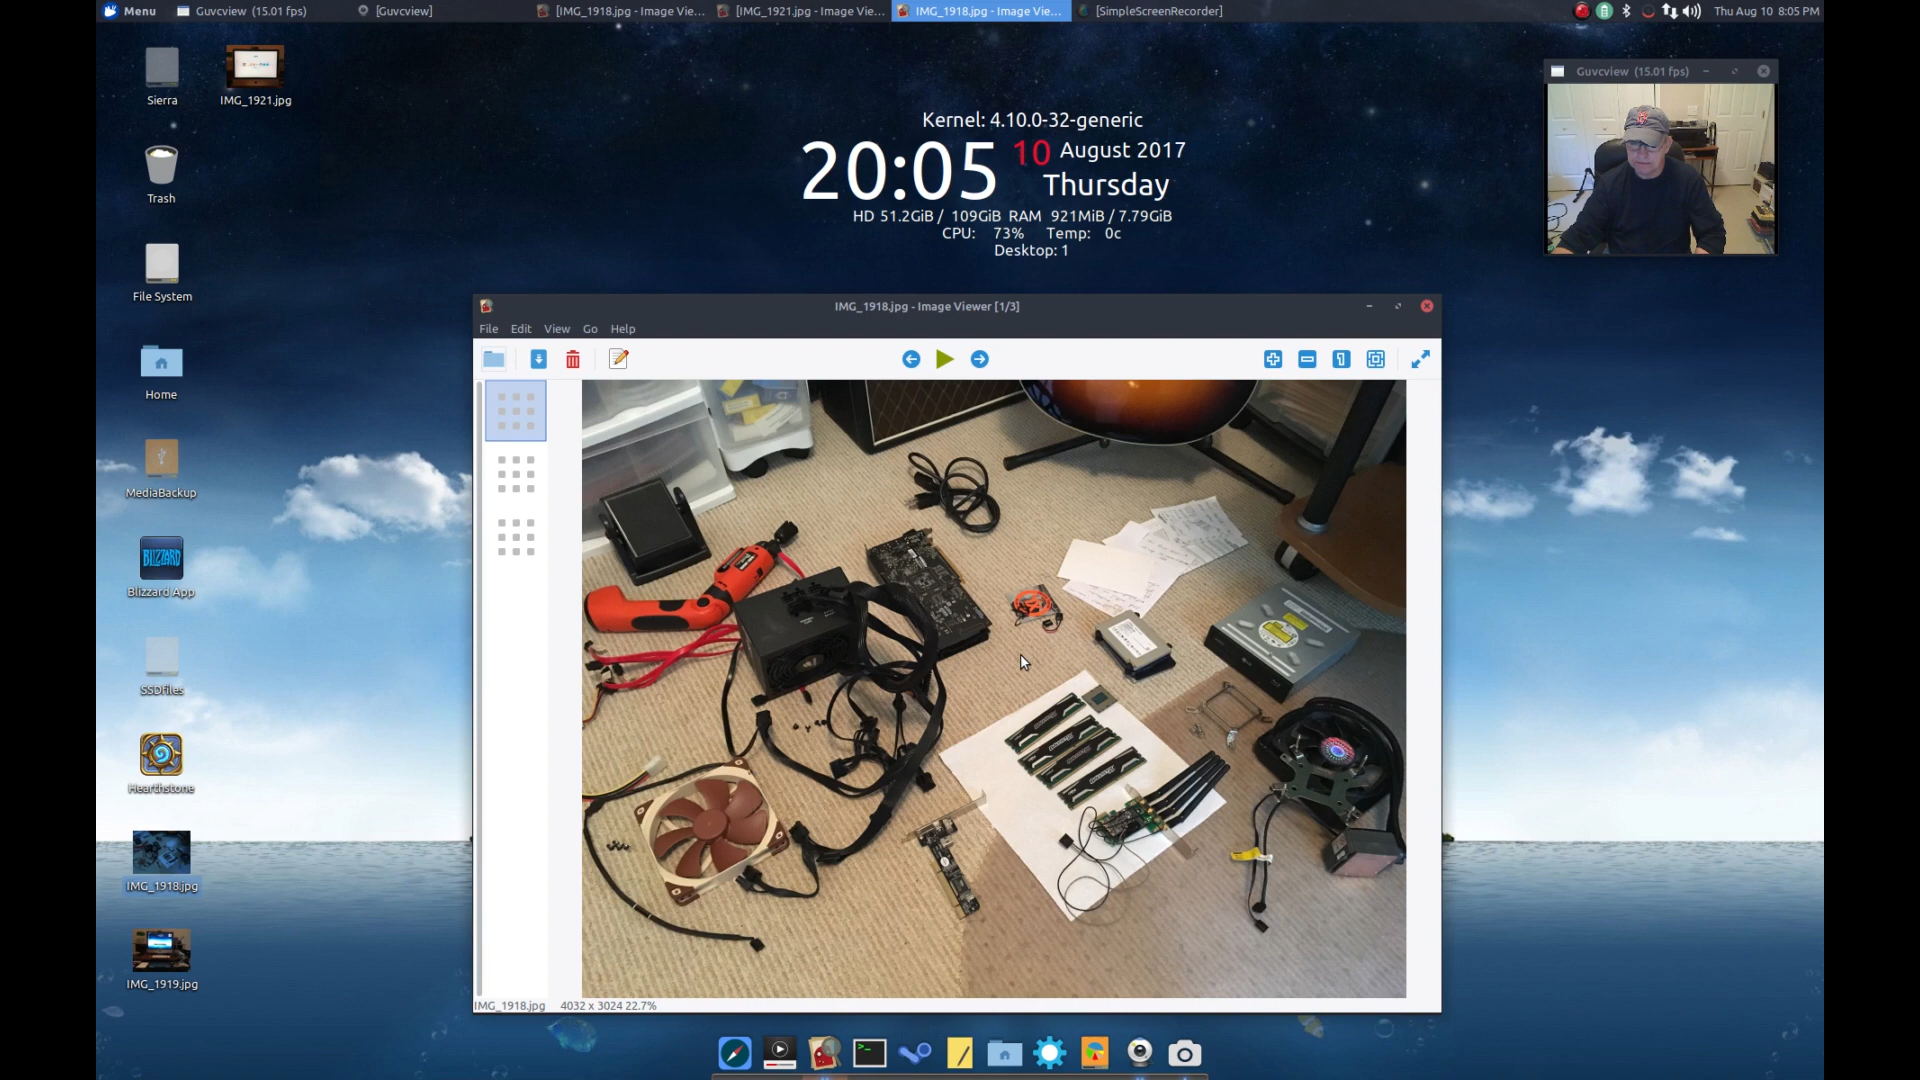 Menu
Guvcview (15.01 fps)
[Guvcview]
[IMG_1918.jpg - Image Vie...
[IMG_1921.jpg - Image Vie...
IMG_1918.jpg - Image Vie...
[SimpleScreenRecorder]
Thu Aug 10 8:05 PM
Sierra
IMG_1921.jpg
Trash
File System
Home
MediaBackup
BLIZZARD
Blizzard App
SSDfiles
Hearthstone
IMG_1918.jpg
IMG_1919.jpg
Kernel: 4.10.0-32-generic
20:05 10 August 2017
Thursday
HD 51.2GiB / 109GiB RAM 921MiB / 7.79GiB
CPU: 73% Temp: 0c
Desktop: 1
Guvcview (15.01 fps)
IMG_1918.jpg - Image Viewer [1/3]
File Edit View Go Help
IMG_1918.jpg 4032 x 3024 22.7%